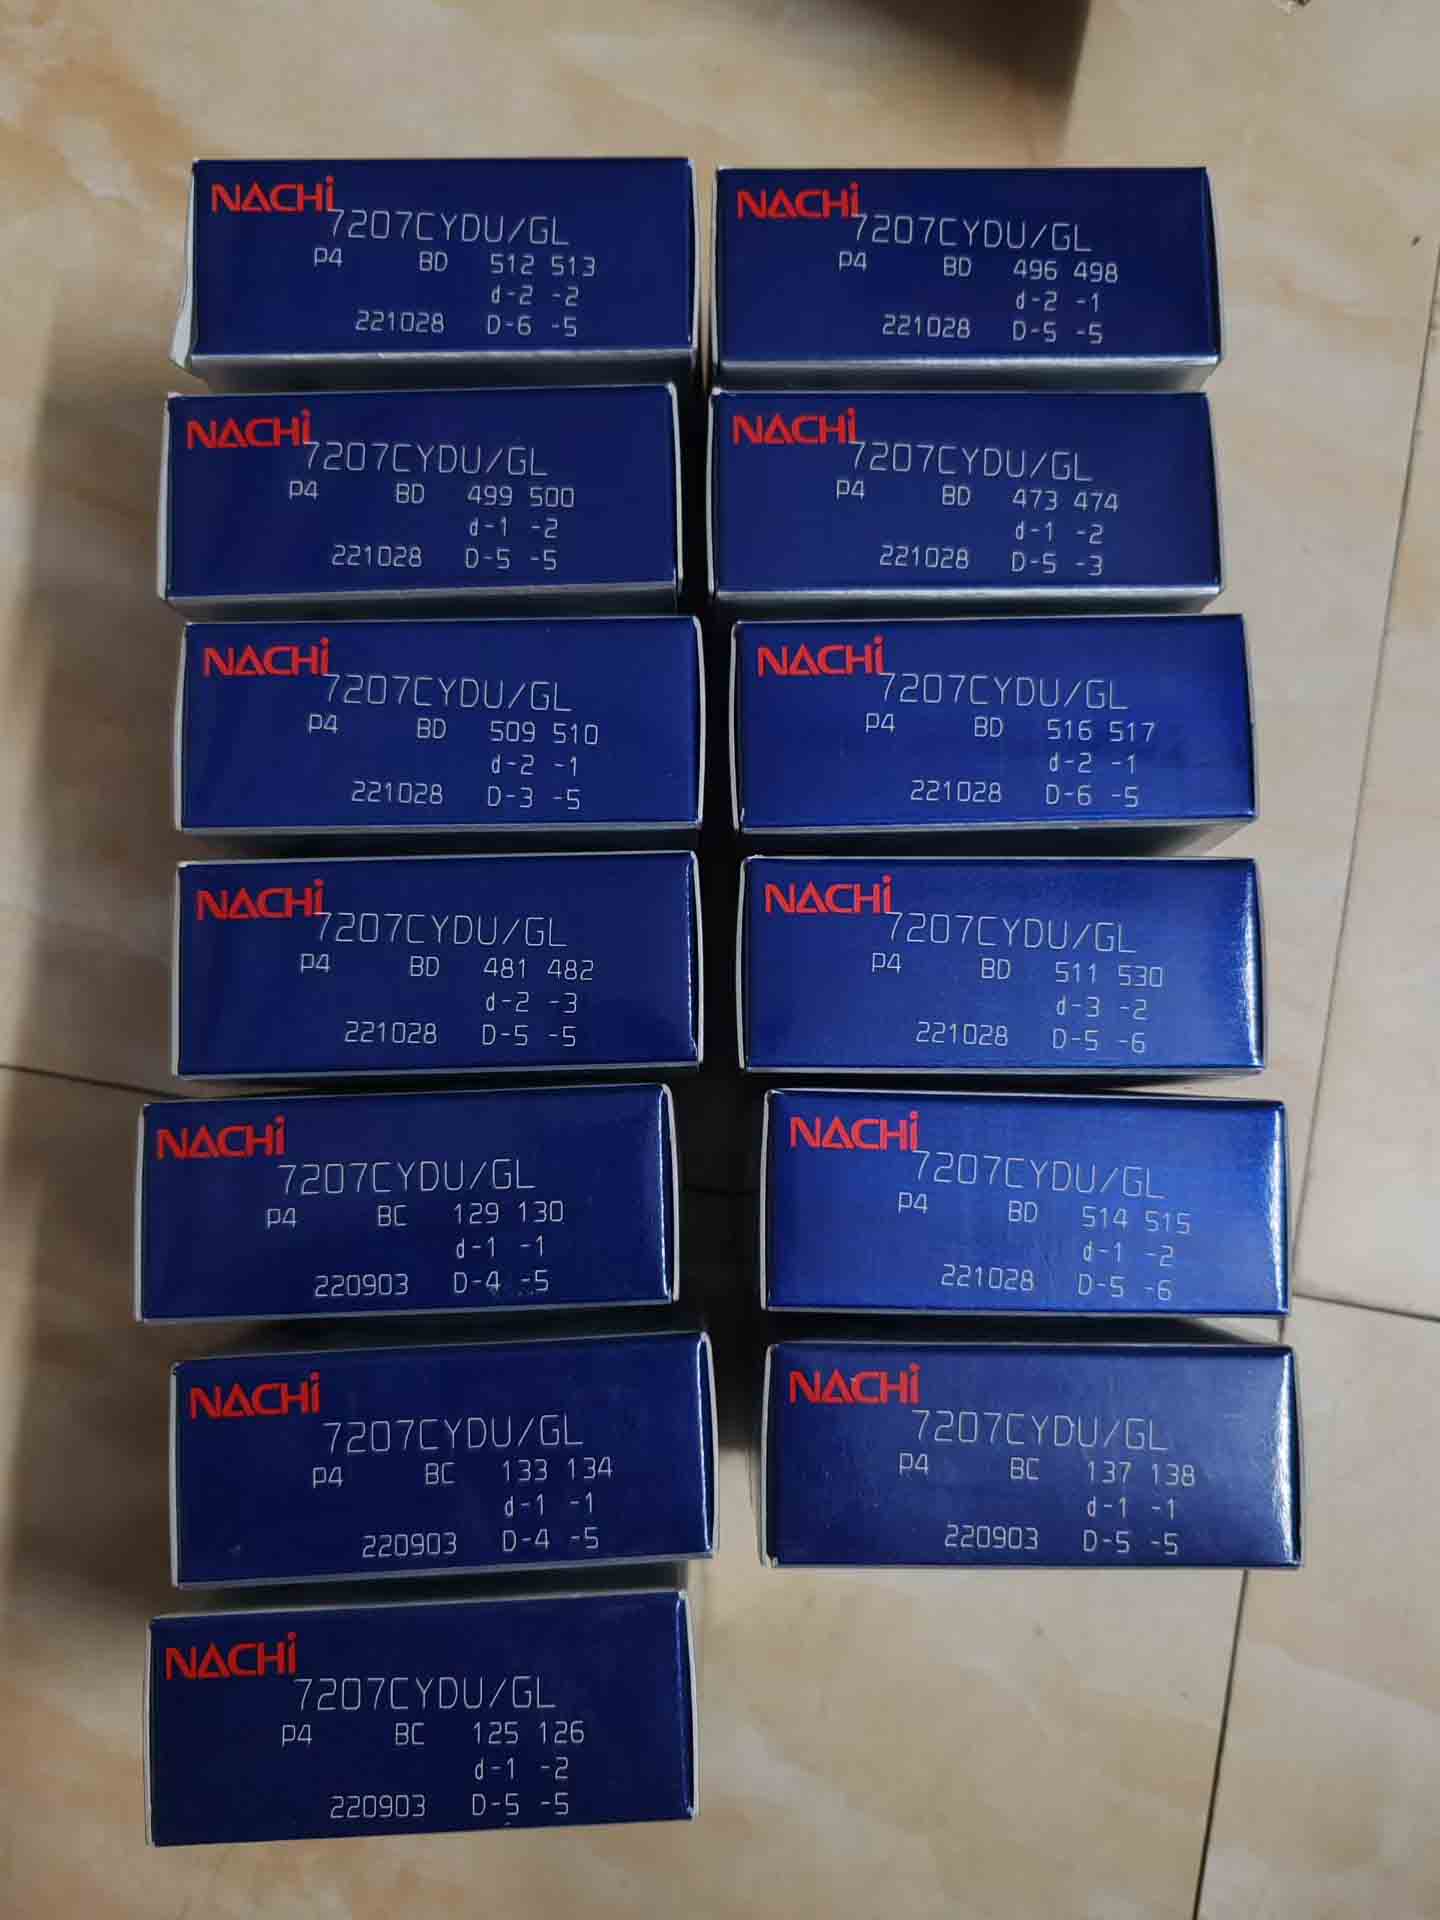 NACHi
7207CYDU/GL
P4 BD 512 513
d-2 -2
221028 D-6 -5
NACHi
7207CYDU/GL
P4 BD 496 498
d-2 -1
221028 D-5 -5
NACHi
7207CYDU/GL
P4 BD 499 500
d-1 -2
221028 D-5 -5
NACHi
7207CYDU/GL
P4 BD 473 474
d-1 -2
221028 D-5 -3
NACHi
7207CYDU/GL
P4 BD 509 510
d-2 -1
221028 D-3 -5
NACHi
7207CYDU/GL
P4 BD 516 517
d-2 -1
221028 D-6 -5
NACHi
7207CYDU/GL
P4 BD 481 482
d-2 -3
221028 D-5 -5
NACHi
7207CYDU/GL
P4 BD 511 530
d-3 -2
221028 D-5 -6
NACHi
7207CYDU/GL
P4 BC 129 130
d-1 -1
220903 D-4 -5
NACHi
7207CYDU/GL
P4 BD 514 515
d-1 -2
221028 D-5 -6
NACHi
7207CYDU/GL
P4 BC 133 134
d-1 -1
220903 D-4 -5
NACHi
7207CYDU/GL
P4 BC 137 138
d-1 -1
220903 D-5 -5
NACHi
7207CYDU/GL
P4 BC 125 126
d-1 -2
220903 D-5 -5